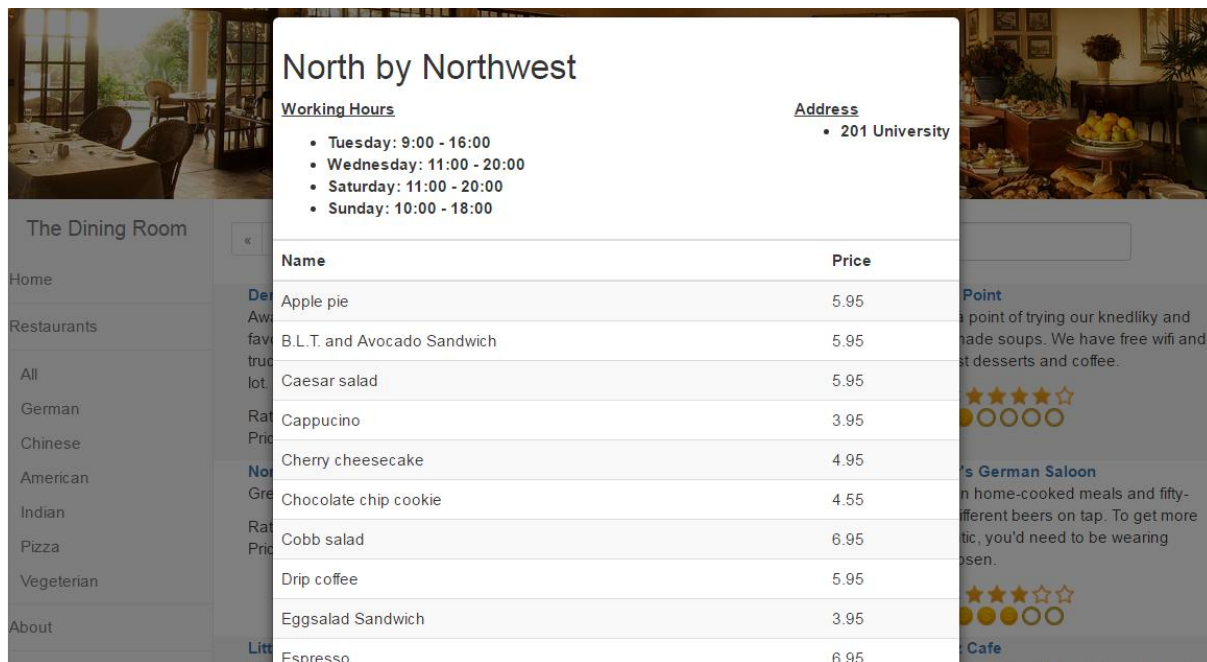 North by Northwest
Working Hours
Tuesday: 9:00 - 16:00
Wednesday: 11:00 - 20:00
Saturday: 11:00 - 20:00
Sunday: 10:00 - 18:00
Address
201 University
Name Price
Apple pie 5.95
B.L.T. and Avocado Sandwich 5.95
Caesar salad 5.95
Cappucino 3.95
Cherry cheesecake 4.95
Chocolate chip cookie 4.55
Cobb salad 6.95
Drip coffee 5.95
Eggsalad Sandwich 3.95
Espresso 6.95
The Dining Room
Home
Restaurants
All
German
Chinese
American
Indian
Pizza
Vegeterian
About
«
lot.
Point
point of trying our knedliky and
soups. We have free wifi and
desserts and coffee.
German Saloon
home-cooked meals and fifty-
different beers on tap. To get more
you'd need to be wearing
Cafe